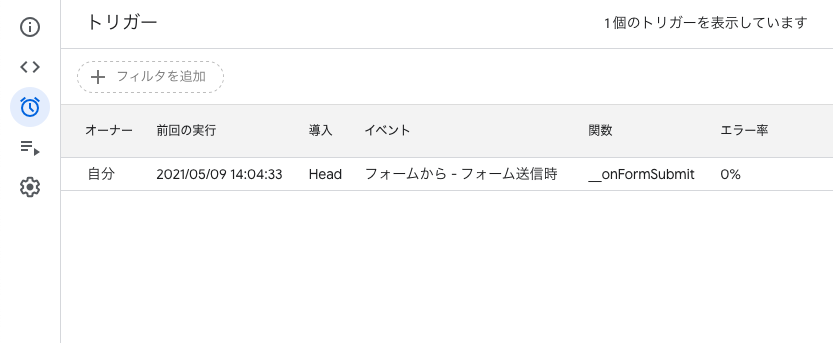 トリガー
1個のトリガーを表示しています
フィルタを追加
オーナー 前回の実行 導入 イベント 関数 エラー率
自分 2021/05/09 14:04:33 Head フォームから - フォーム送信時 __onFormSubmit 0%